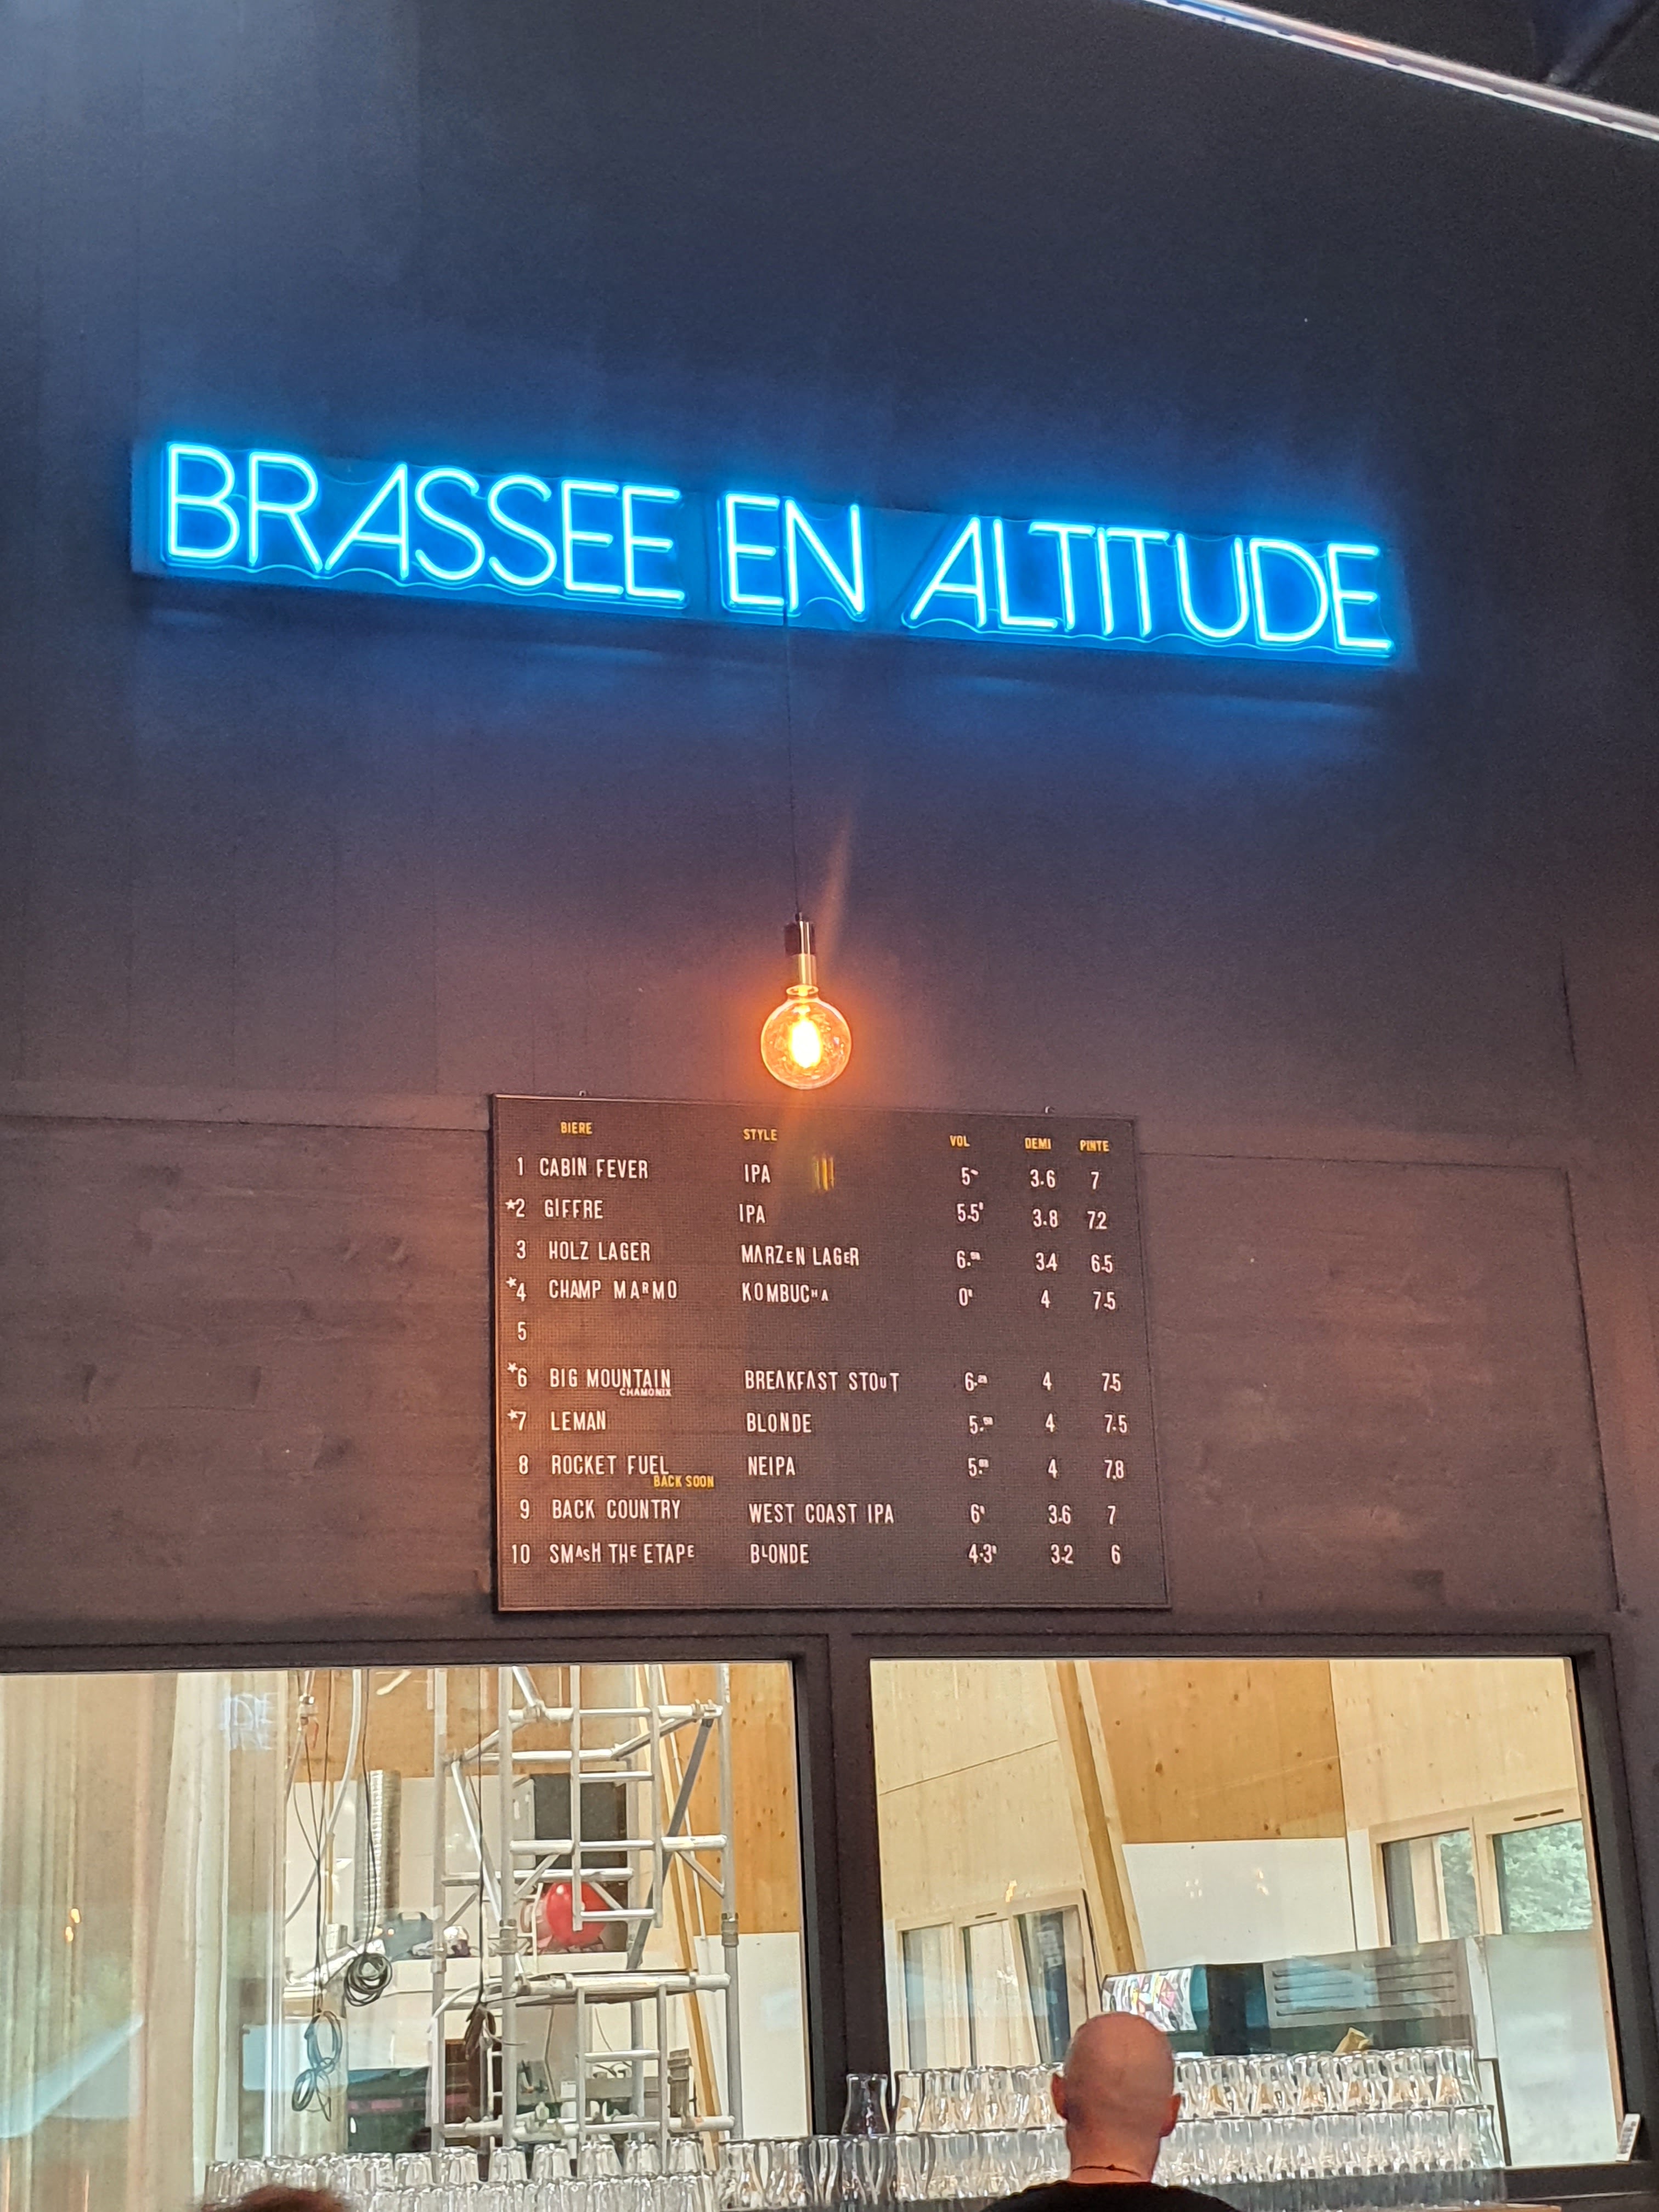 BRASSEE EN ALTITUDE
BIERE STYLE VOL DEMI PINTE
1 CABIN FEVER IPA 5% 3.6 7
*2 GIFFRE IPA 5.5° 3.8 7.2
3 HOLZ LAGER MARZEN LAGER 6.5% 3.4 6.5
*4 CHAMP MARMO KOMBUCHA 0° 4 7.5
5
*6 BIG MOUNTAIN BREAKFAST STOUT 4 7.5
CHAMONIX
*7 LEMAN BLONDE 4 7.5
8 ROCKET FUEL NEIPA 4 7.8
BACK SOON
9 BACK COUNTRY WEST COAST IPA 6° 3.6 7
10 SMASH THE ETAPE BLONDE 4.3° 3.2 6